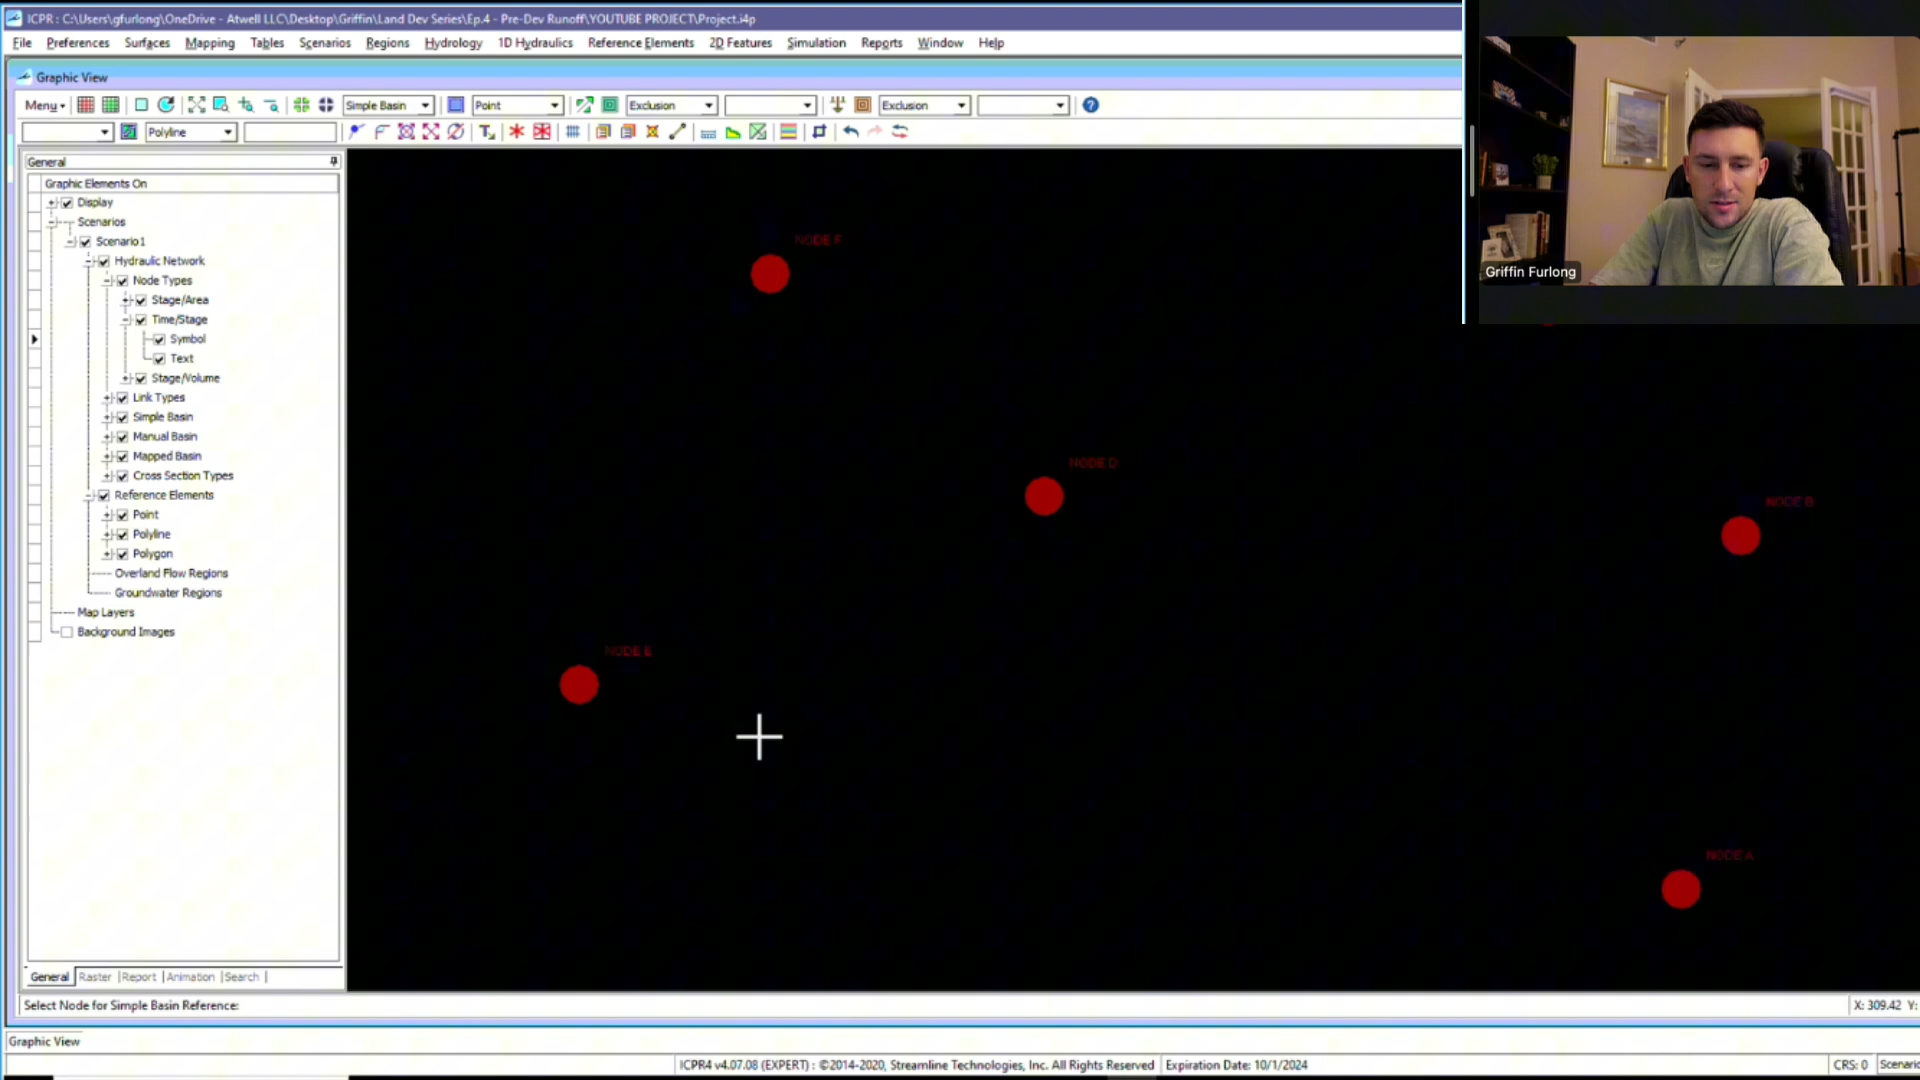 ICPR : C:\Users\gfurlong\OneDrive - Atwell LLC\Desktop\Griffin\Land Dev Series\Ep.4 - Pre-Dev Runoff\YOUTUBE PROJECT\Project.i4p
File Preferences Surfaces Mapping Tables Scenarios Regions Hydrology 1D Hydraulics Reference Elements 2D Features Simulation Reports Window Help
Graphic View
Menu Simple Basin Point Exclusion Exclusion
Polyline
General
Graphic Elements On
Display
Scenarios
Scenario1
Hydraulic Network
Node Types
Stage/Area
Time/Stage
Symbol
Text
Stage/Volume
Link Types
Simple Basin
Manual Basin
Mapped Basin
Cross Section Types
Reference Elements
Point
Polyline
Polygon
Overland Flow Regions
Groundwater Regions
Map Layers
Background Images
NODE F
NODE D
NODE B
NODE E
NODE A
Griffin Furlong
General Raster Report Animation Search
Select Node for Simple Basin Reference:
X: 309.42 Y:
Graphic View
ICPR4 v4.07.08 (EXPERT) : ©2014-2020, Streamline Technologies, Inc. All Rights Reserved Expiration Date: 10/1/2024
CRS: 0 Scenario